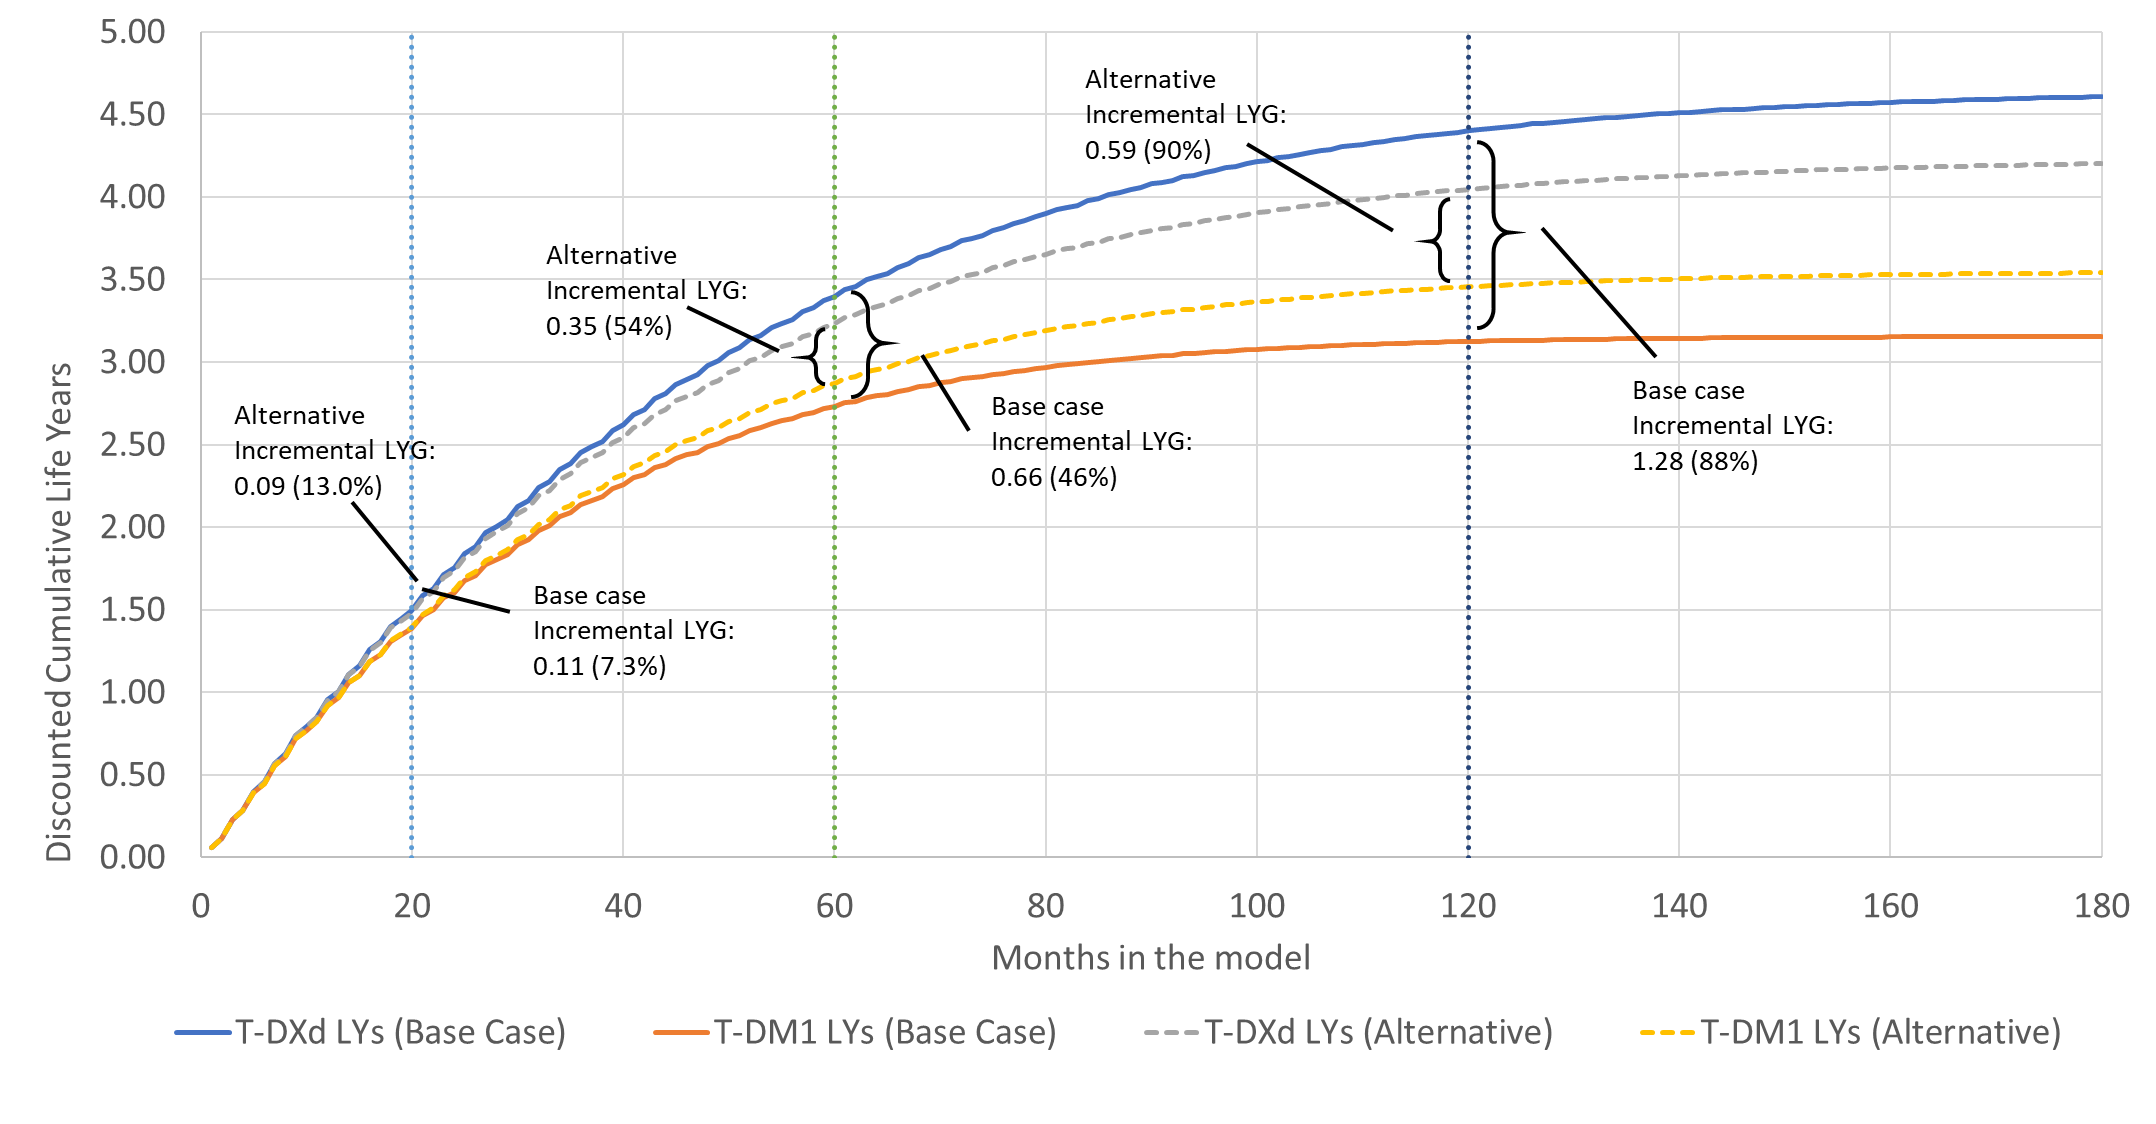 5.00
4.50
4.00
3.50
3.00
2.50
2.00
1.50
1.00
0.50
0.00
Discounted Cumulative Life Years
Alternative
Incremental LYG:
0.09 (13.0%)
Base case
Incremental LYG:
0.11 (7.3%)
Alternative
Incremental LYG:
0.35 (54%)
Base case
Incremental LYG:
0.66 (46%)
Alternative
Incremental LYG:
0.59 (90%)
Base case
Incremental LYG:
1.28 (88%)
0 20 40 60 80 100 120 140 160 180
Months in the model
T-DXd LYs (Base Case) T-DM1 LYs (Base Case) T-DXd LYs (Alternative) T-DM1 LYs (Alternative)